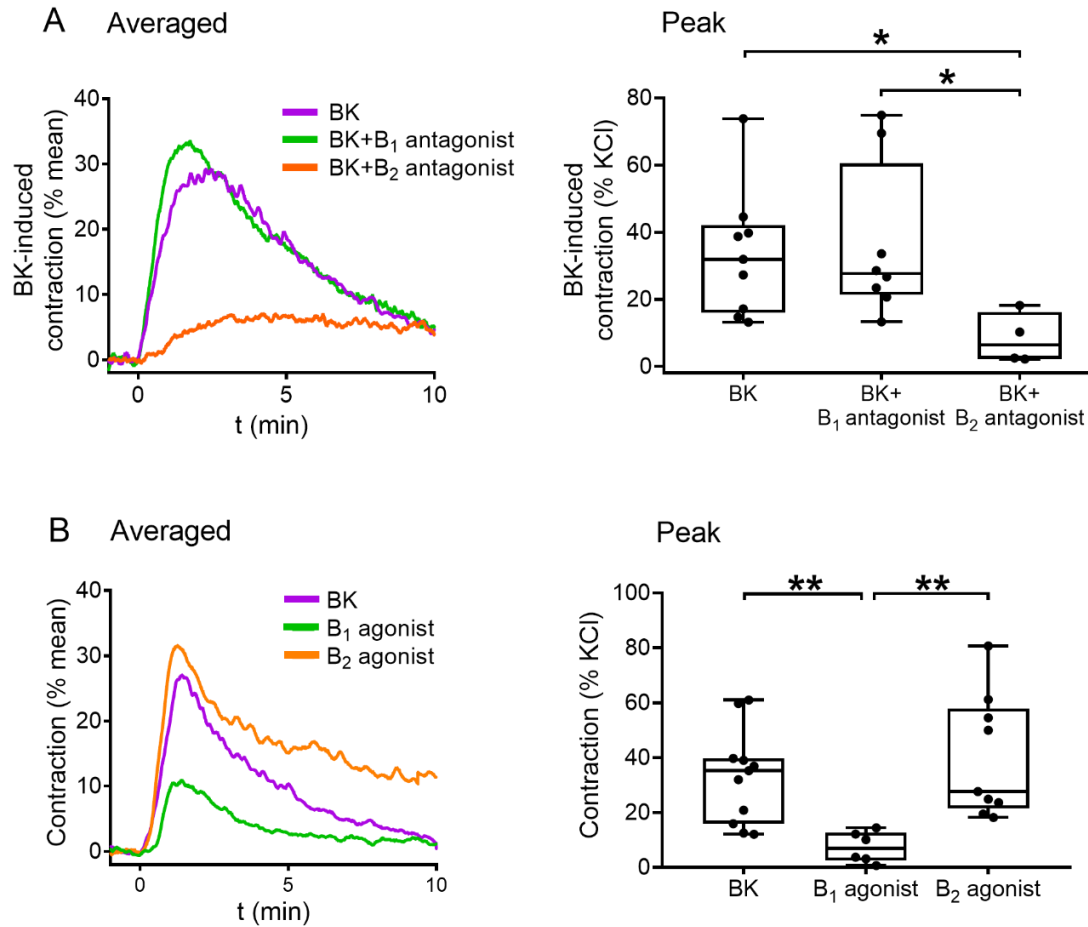 A Averaged
BK-induced
contraction (% mean)
40
30
20
10
0
BK
BK+B₁ antagonist
BK+B₂ antagonist
0 5 10
t (min)
Peak
* 
*
BK-induced
contraction (% KCl)
80
60
40
20
0
BK
BK+
B₁ antagonist
BK+
B₂ antagonist
B Averaged
Contraction (% mean)
40
30
20
10
0
BK
B₁ agonist
B₂ agonist
0 5 10
t (min)
Peak
** **
Contraction (% KCl)
100
80
60
40
20
0
BK B₁ agonist B₂ agonist